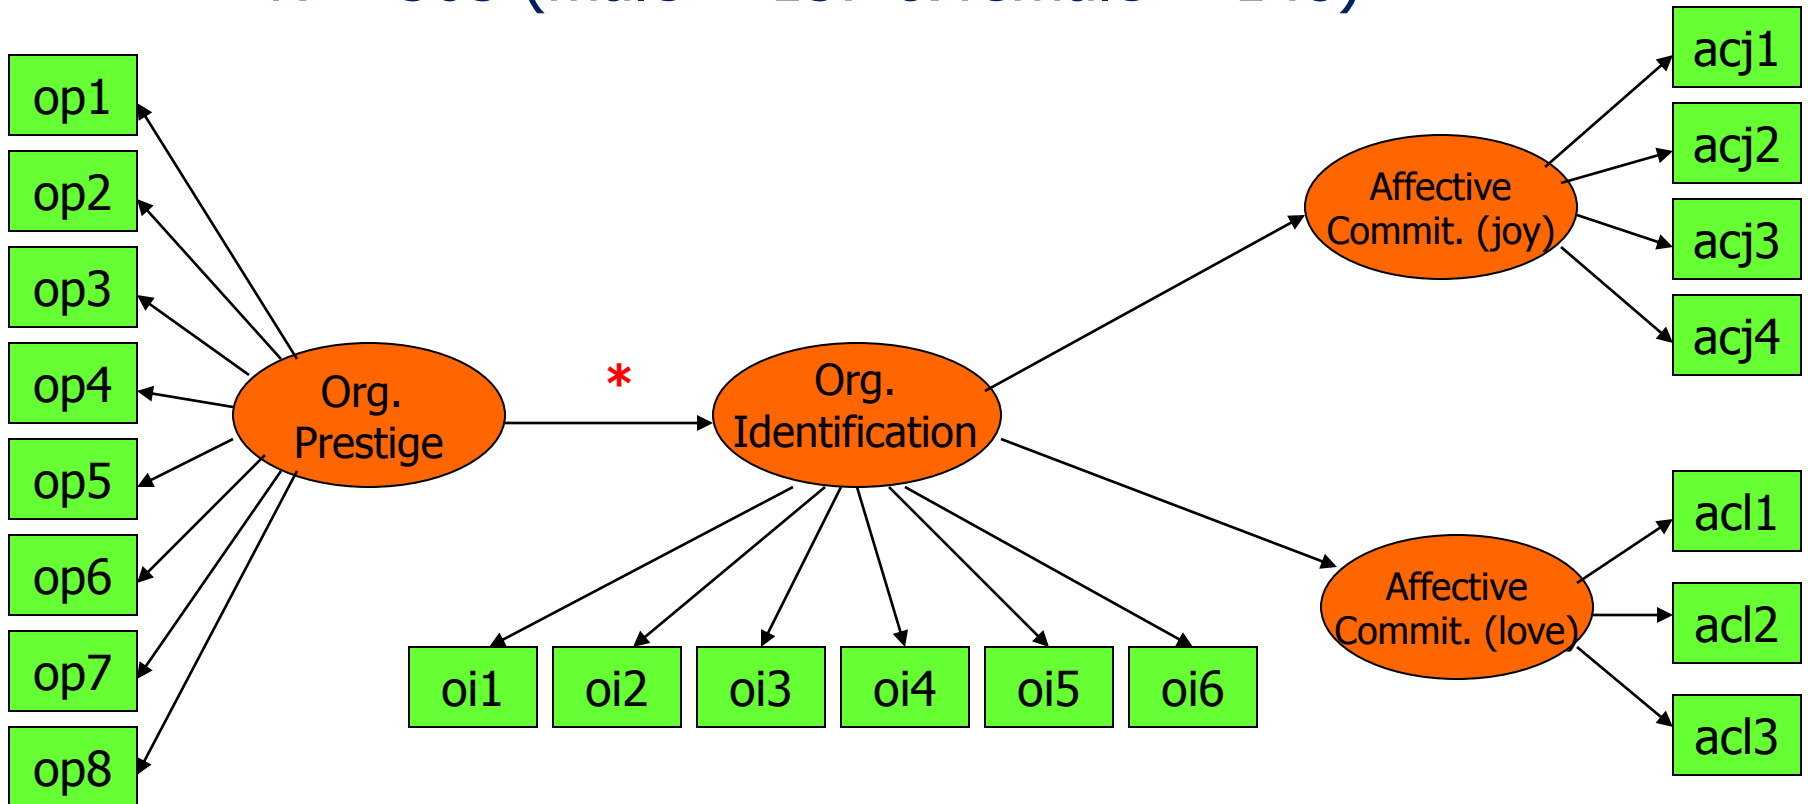 op1
op2
op3
op4
op5
op6
op7
op8
Org.
Prestige
*
Org.
Identification
oi1 oi2 oi3 oi4 oi5 oi6
Affective
Commit. (joy)
acj1
acj2
acj3
acj4
Affective
Commit. (love)
acl1
acl2
acl3